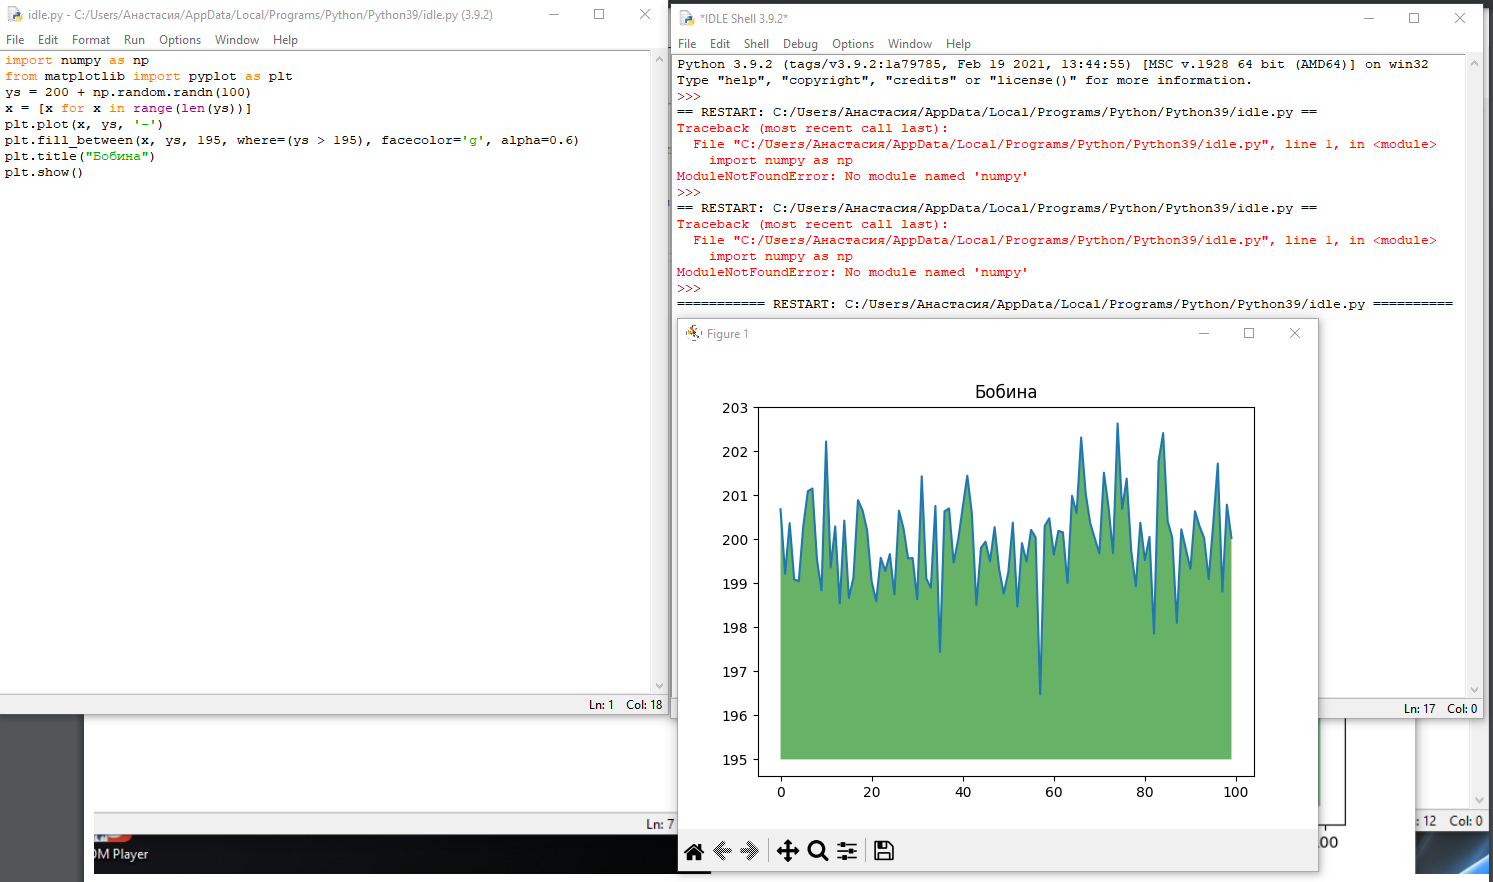 idle.py - C:/Users/Анастасия/AppData/Local/Programs/Python/Python39/idle.py (3.9.2)
File Edit Format Run Options Window Help
import numpy as np
from matplotlib import pyplot as plt
ys = 200 + np.random.randn(100)
x = [x for x in range(len(ys))]
plt.plot(x, ys, '-')
plt.fill_between(x, ys, 195, where=(ys > 195), facecolor='g', alpha=0.6)
plt.title("Бобина")
plt.show()
Ln: 1 Col: 18
*IDLE Shell 3.9.2*
File Edit Shell Debug Options Window Help
Python 3.9.2 (tags/v3.9.2:1a79785, Feb 19 2021, 13:44:55) [MSC v.1928 64 bit (AMD64)] on win32
Type "help", "copyright", "credits" or "license()" for more information.
>>>
== RESTART: C:/Users/Анастасия/AppData/Local/Programs/Python/Python39/idle.py ==
Traceback (most recent call last):
  File "C:/Users/Анастасия/AppData/Local/Programs/Python/Python39/idle.py", line 1, in <module>
    import numpy as np
ModuleNotFoundError: No module named 'numpy'
>>>
== RESTART: C:/Users/Анастасия/AppData/Local/Programs/Python/Python39/idle.py ==
Traceback (most recent call last):
  File "C:/Users/Анастасия/AppData/Local/Programs/Python/Python39/idle.py", line 1, in <module>
    import numpy as np
ModuleNotFoundError: No module named 'numpy'
>>>
=========== RESTART: C:/Users/Анастасия/AppData/Local/Programs/Python/Python39/idle.py ==========
Ln: 17 Col: 0
Figure 1
Бобина
203
202
201
200
199
198
197
196
195
0 20 40 60 80 100
Ln: 7
: 12 Col: 0
OM Player
00